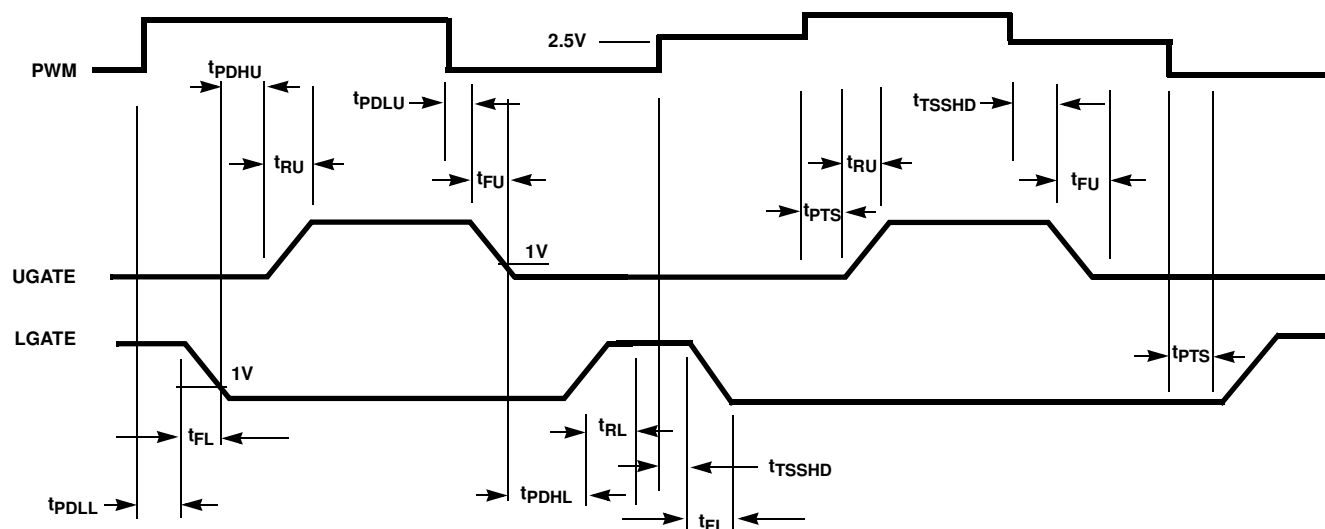 2.5V
PWM
tPDHU
tPDLU
tTSSHD
tRU
tFU
tRU
tFU
tPTS
1V
UGATE
LGATE
tPTS
1V
tRL
tFL
tTSSHD
tPDHL
tPDLL
tFL